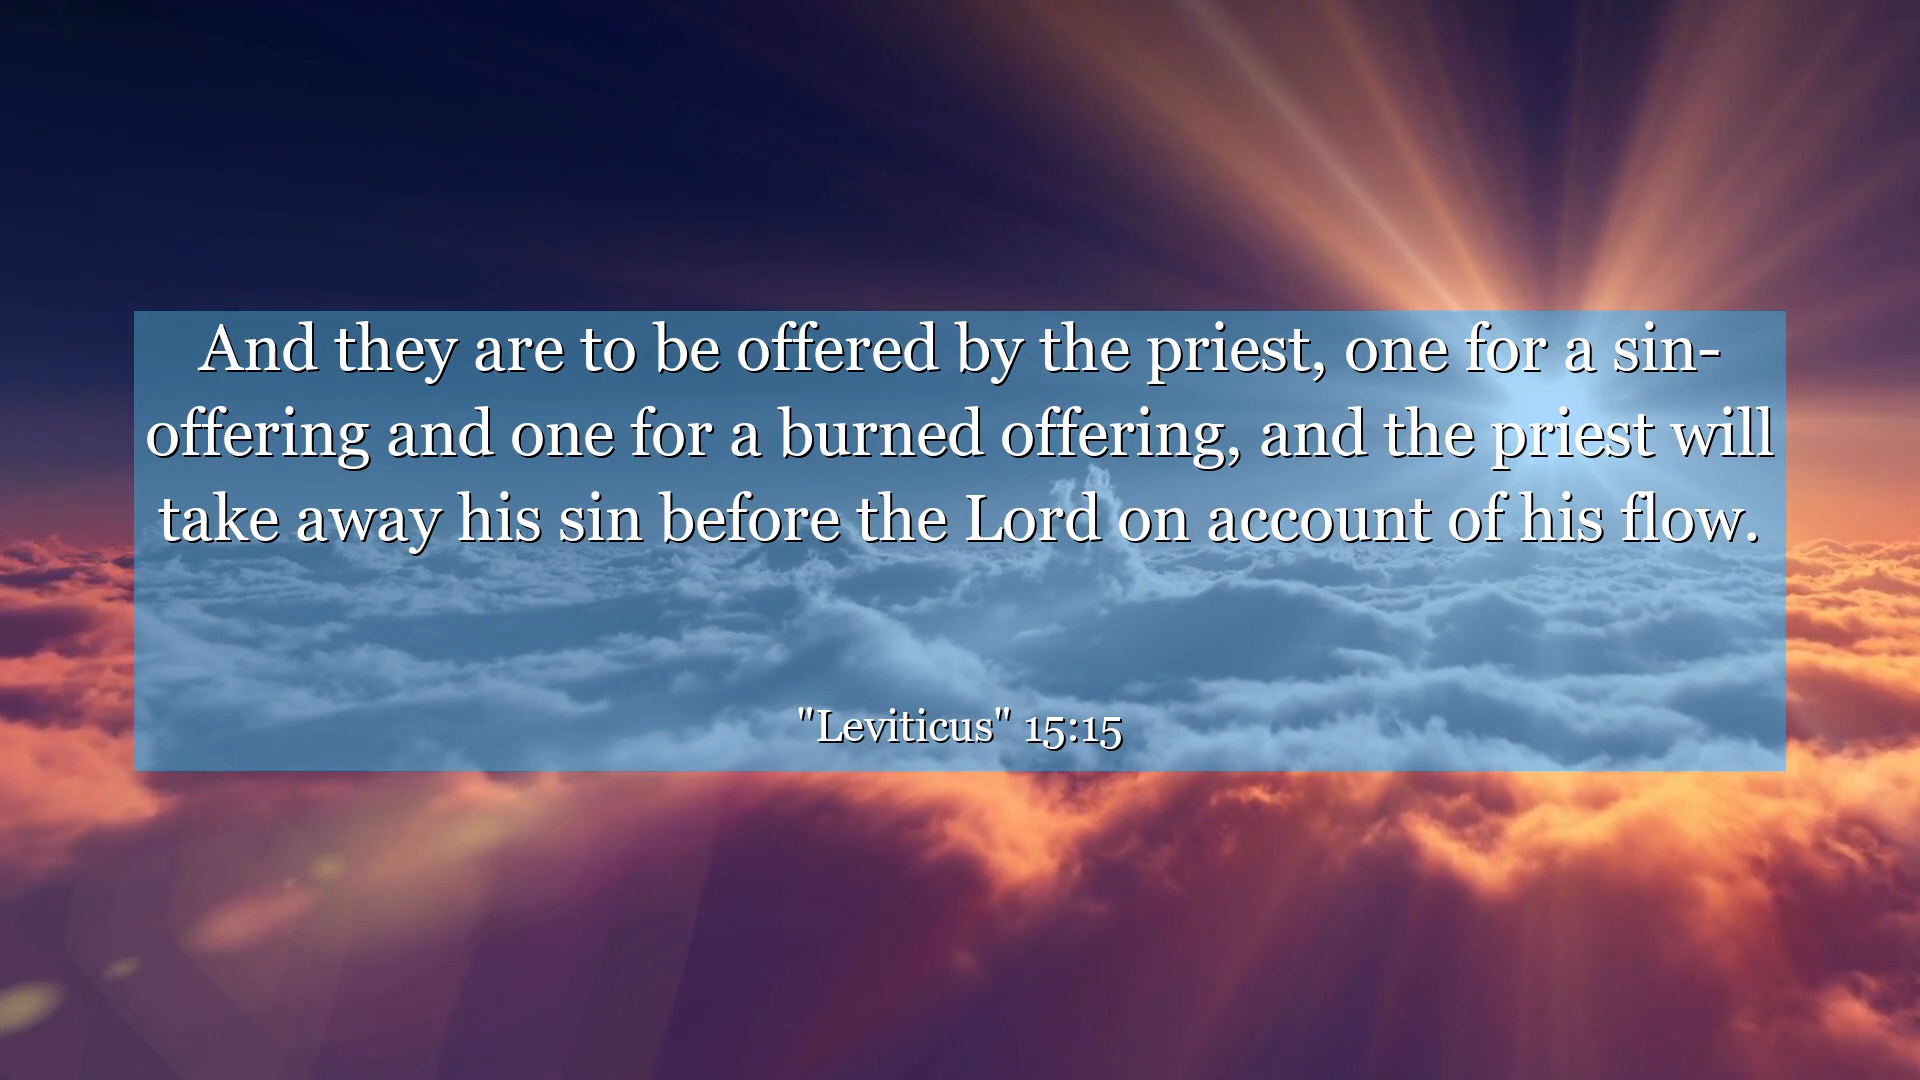 And they are to be offered by the priest, one for a sin-
offering and one for a burned offering, and the priest will
take away his sin before the Lord on account of his flow.
"Leviticus" 15:15